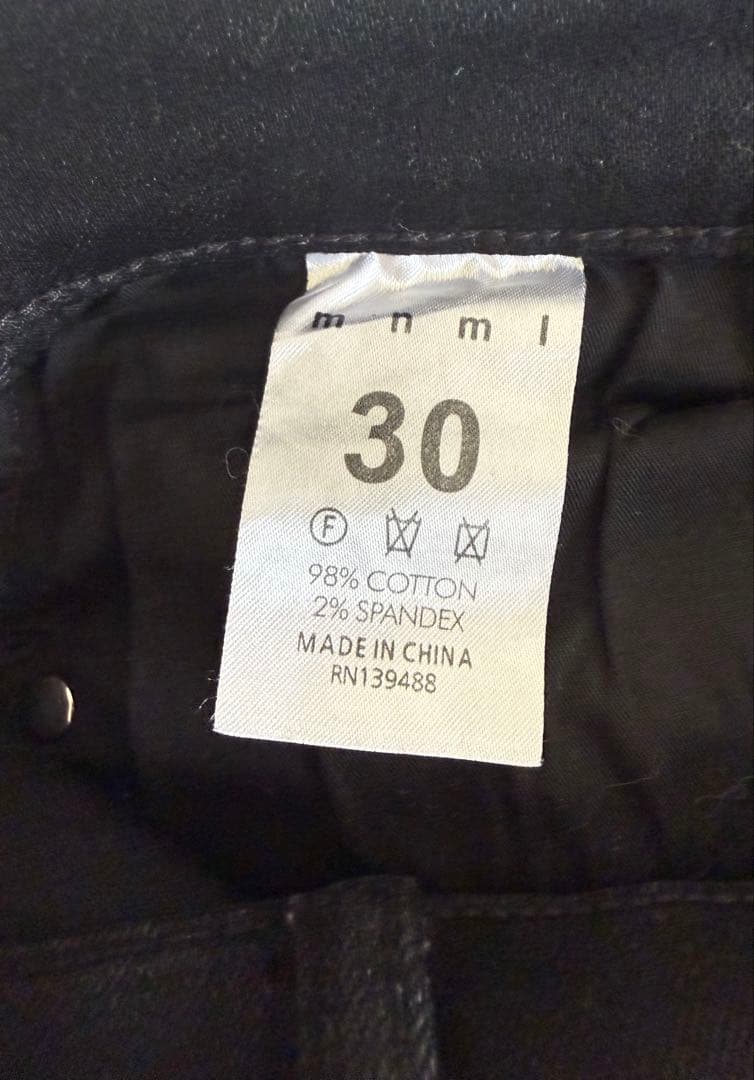 m n m l
30
F
98% COTTON
2% SPANDEX
MADE IN CHINA
RN139488